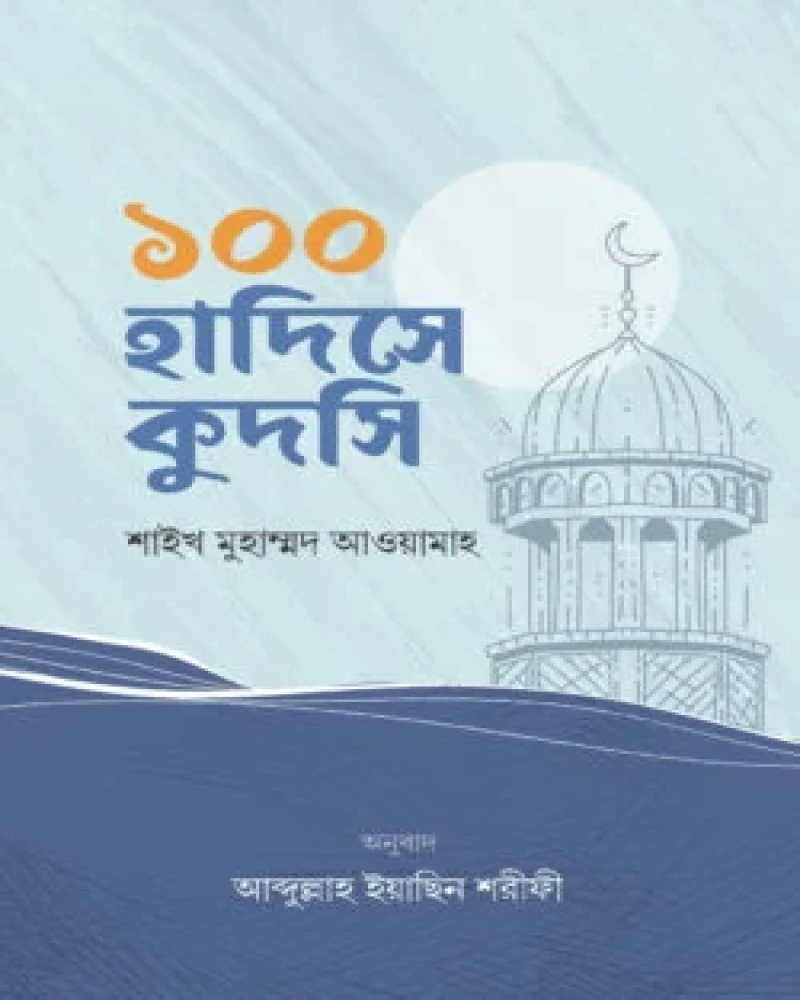 ১০০
হাদিসে
কুদসি
শাইখ মুহাম্মদ আওয়ামাহ
অনুবাদ
আব্দুল্লাহ ইয়াছিন শরীফী